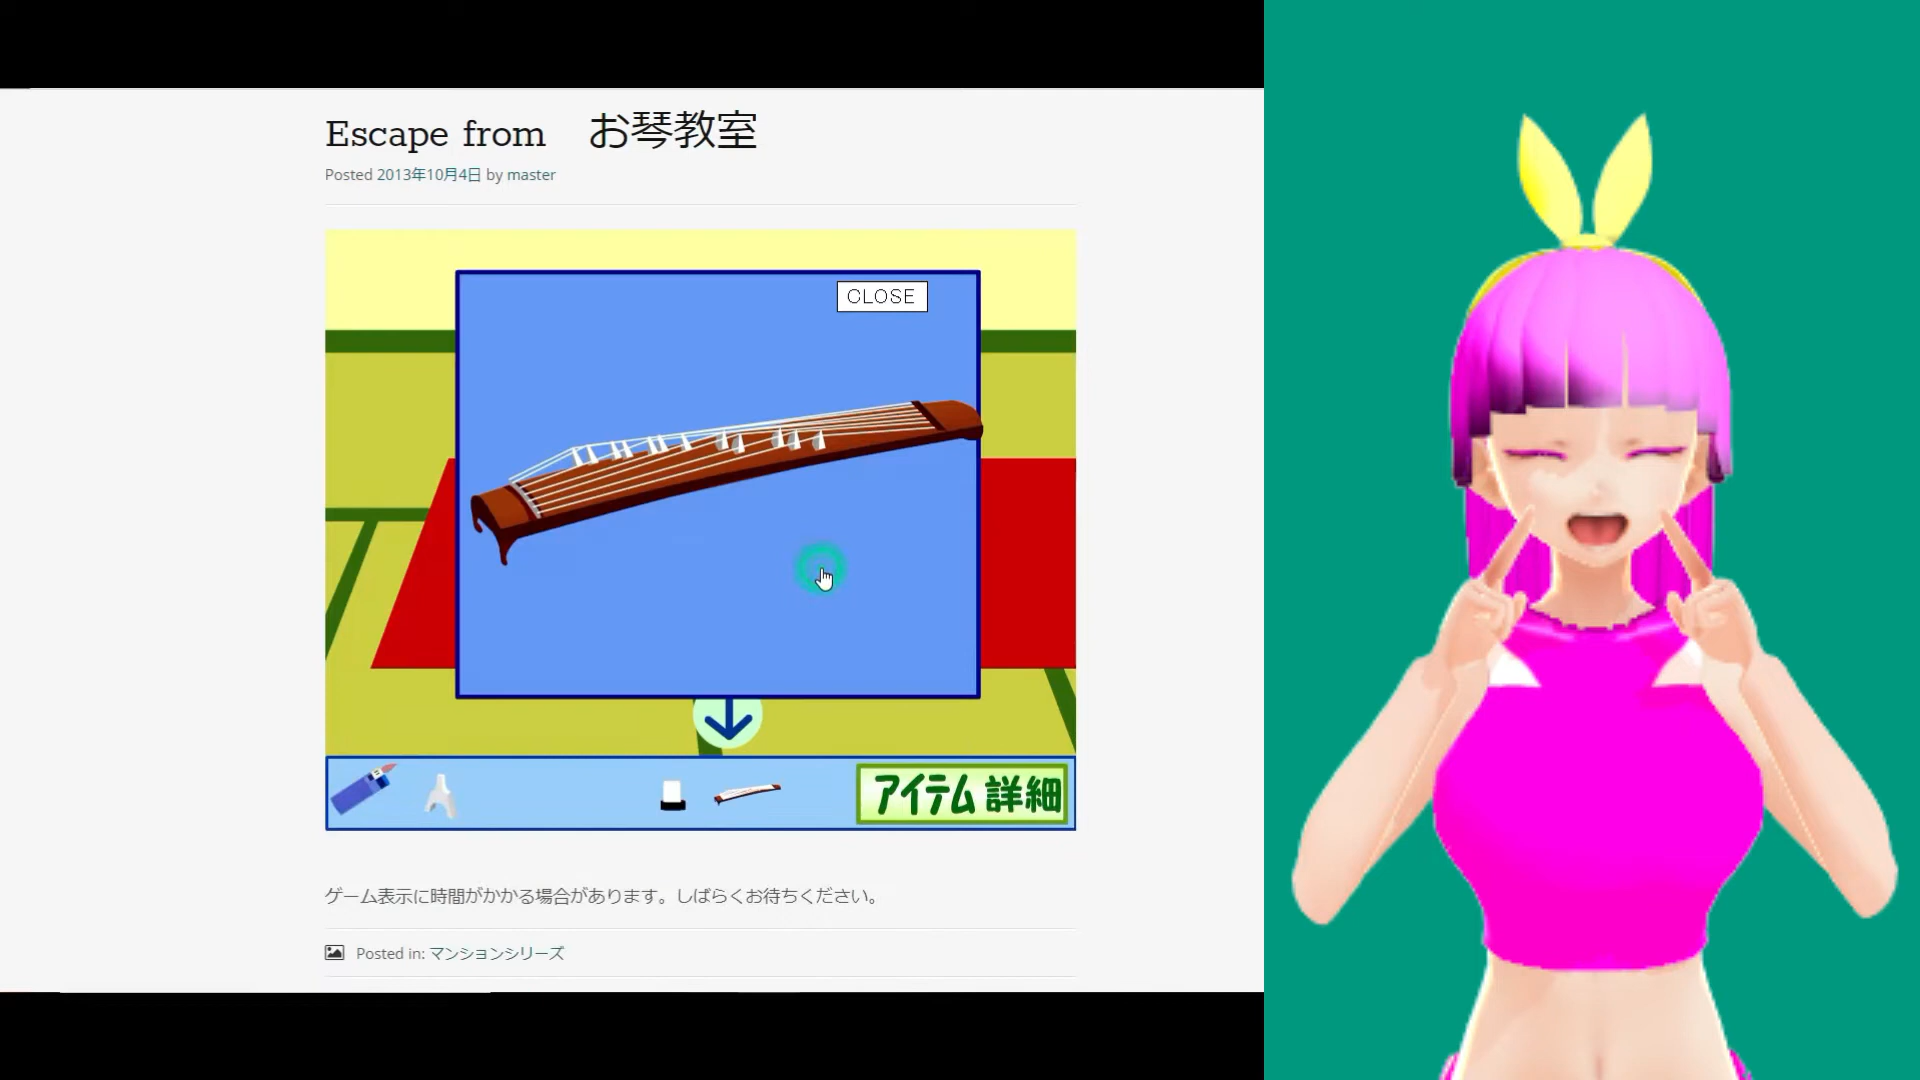 Escape from お琴教室
Posted 2013年10月4日 by master
CLOSE
アイテム詳細
ゲーム表示に時間がかかる場合があります。しばらくお待ちください。
Posted in: マンションシリーズ